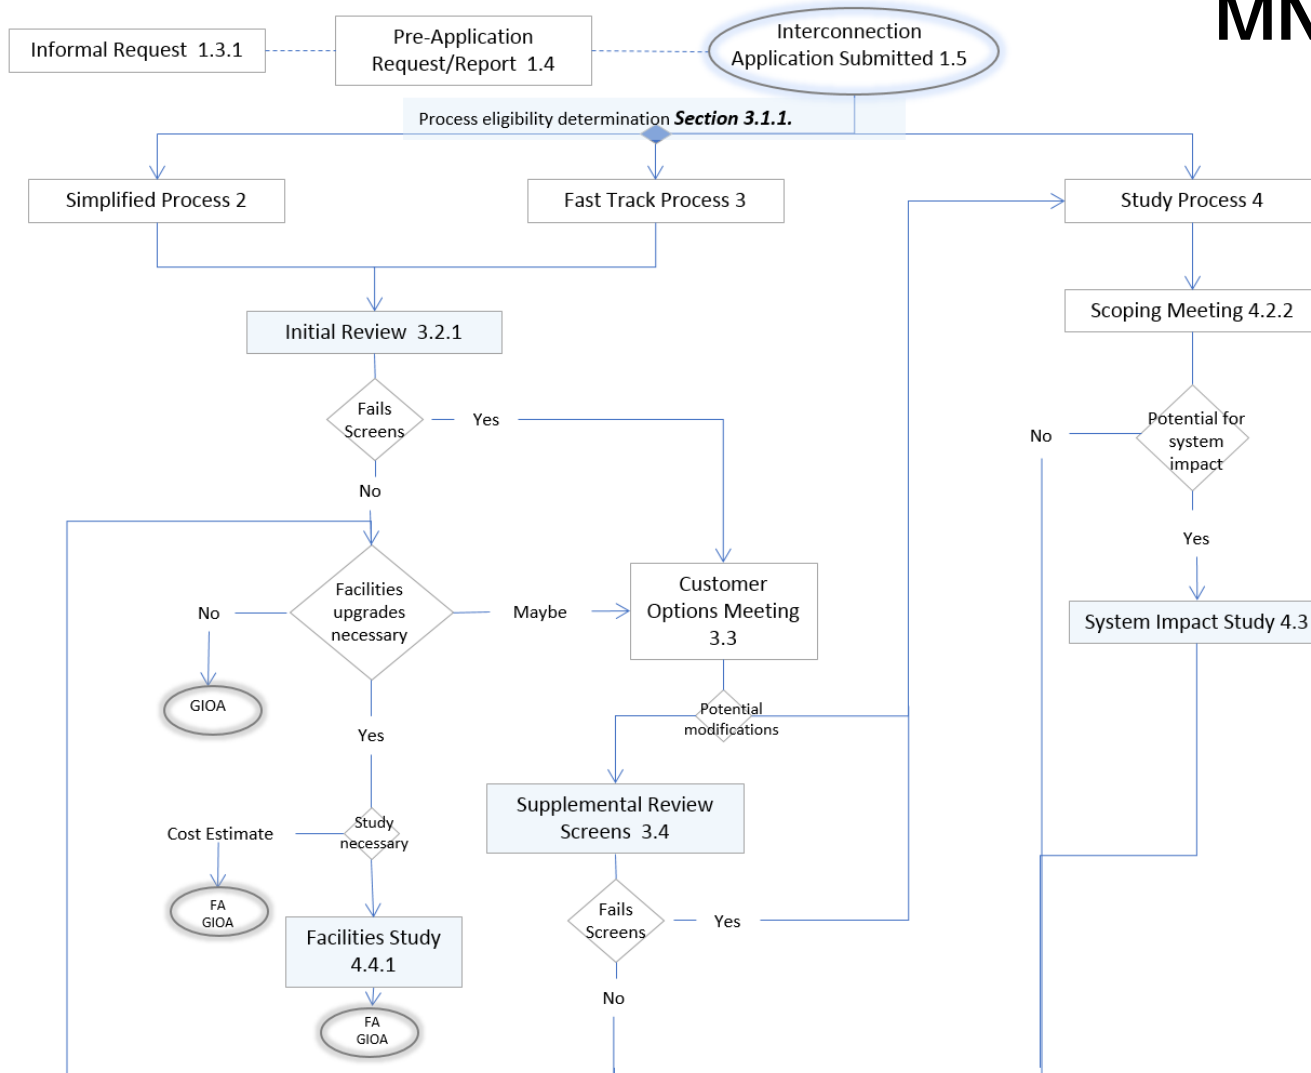 MN
Informal Request 1.3.1
Pre-Application
Request/Report 1.4
Interconnection
Application Submitted 1.5
Process eligibility determination Section 3.1.1.
Simplified Process 2
Fast Track Process 3
Study Process 4
Initial Review 3.2.1
Scoping Meeting 4.2.2
Fails
Screens
Yes
No
Potential for
system
impact
No
Yes
Facilities
upgrades
necessary
No
Maybe
Customer
Options Meeting
3.3
System Impact Study 4.3
GIOA
Yes
Potential
modifications
Supplemental Review
Screens 3.4
Cost Estimate
Study
necessary
FA
GIOA
Fails
Screens
Yes
Facilities Study
4.4.1
No
FA
GIOA